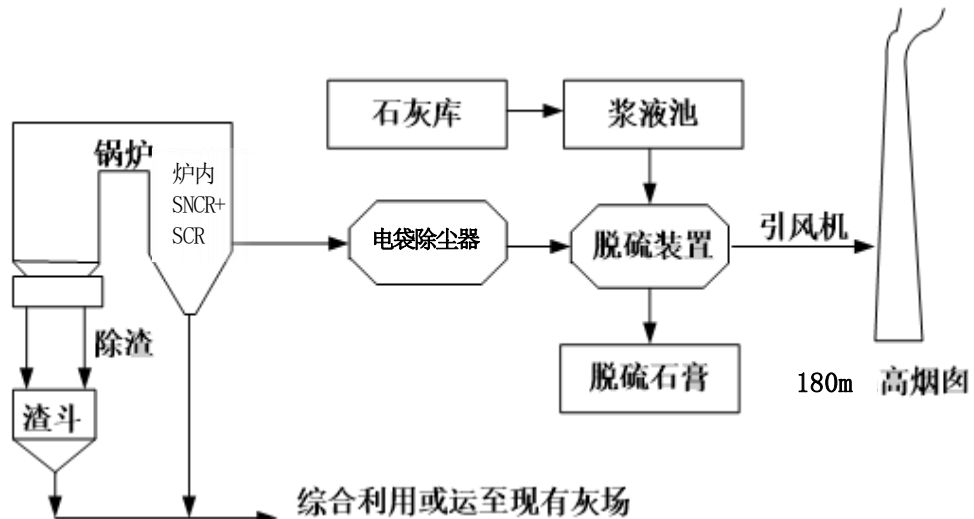 石灰库
浆液池
锅炉
炉内
SNCR+
SCR
电袋除尘器
脱硫装置
引风机
除渣
脱硫石膏
180m 高烟囱
渣斗
综合利用或运至现有灰场